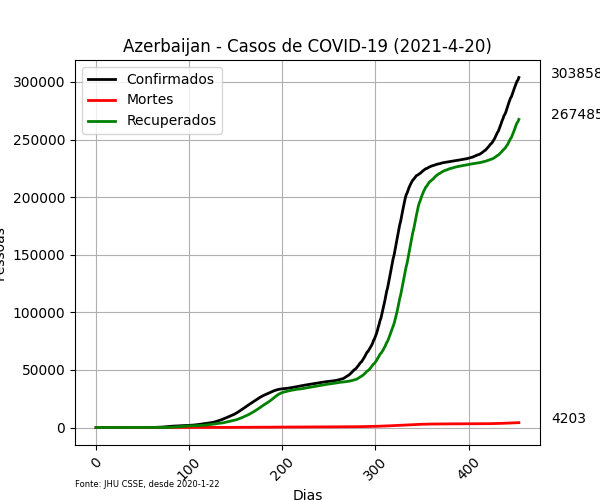 Azerbaijan - Casos de COVID-19 (2021-4-20)
Confirmados
Mortes
Recuperados
300000
250000
200000
150000
100000
50000
0
303858
267485
4203
0
100
200
300
400
Dias
Fonte: JHU CSSE, desde 2020-1-22